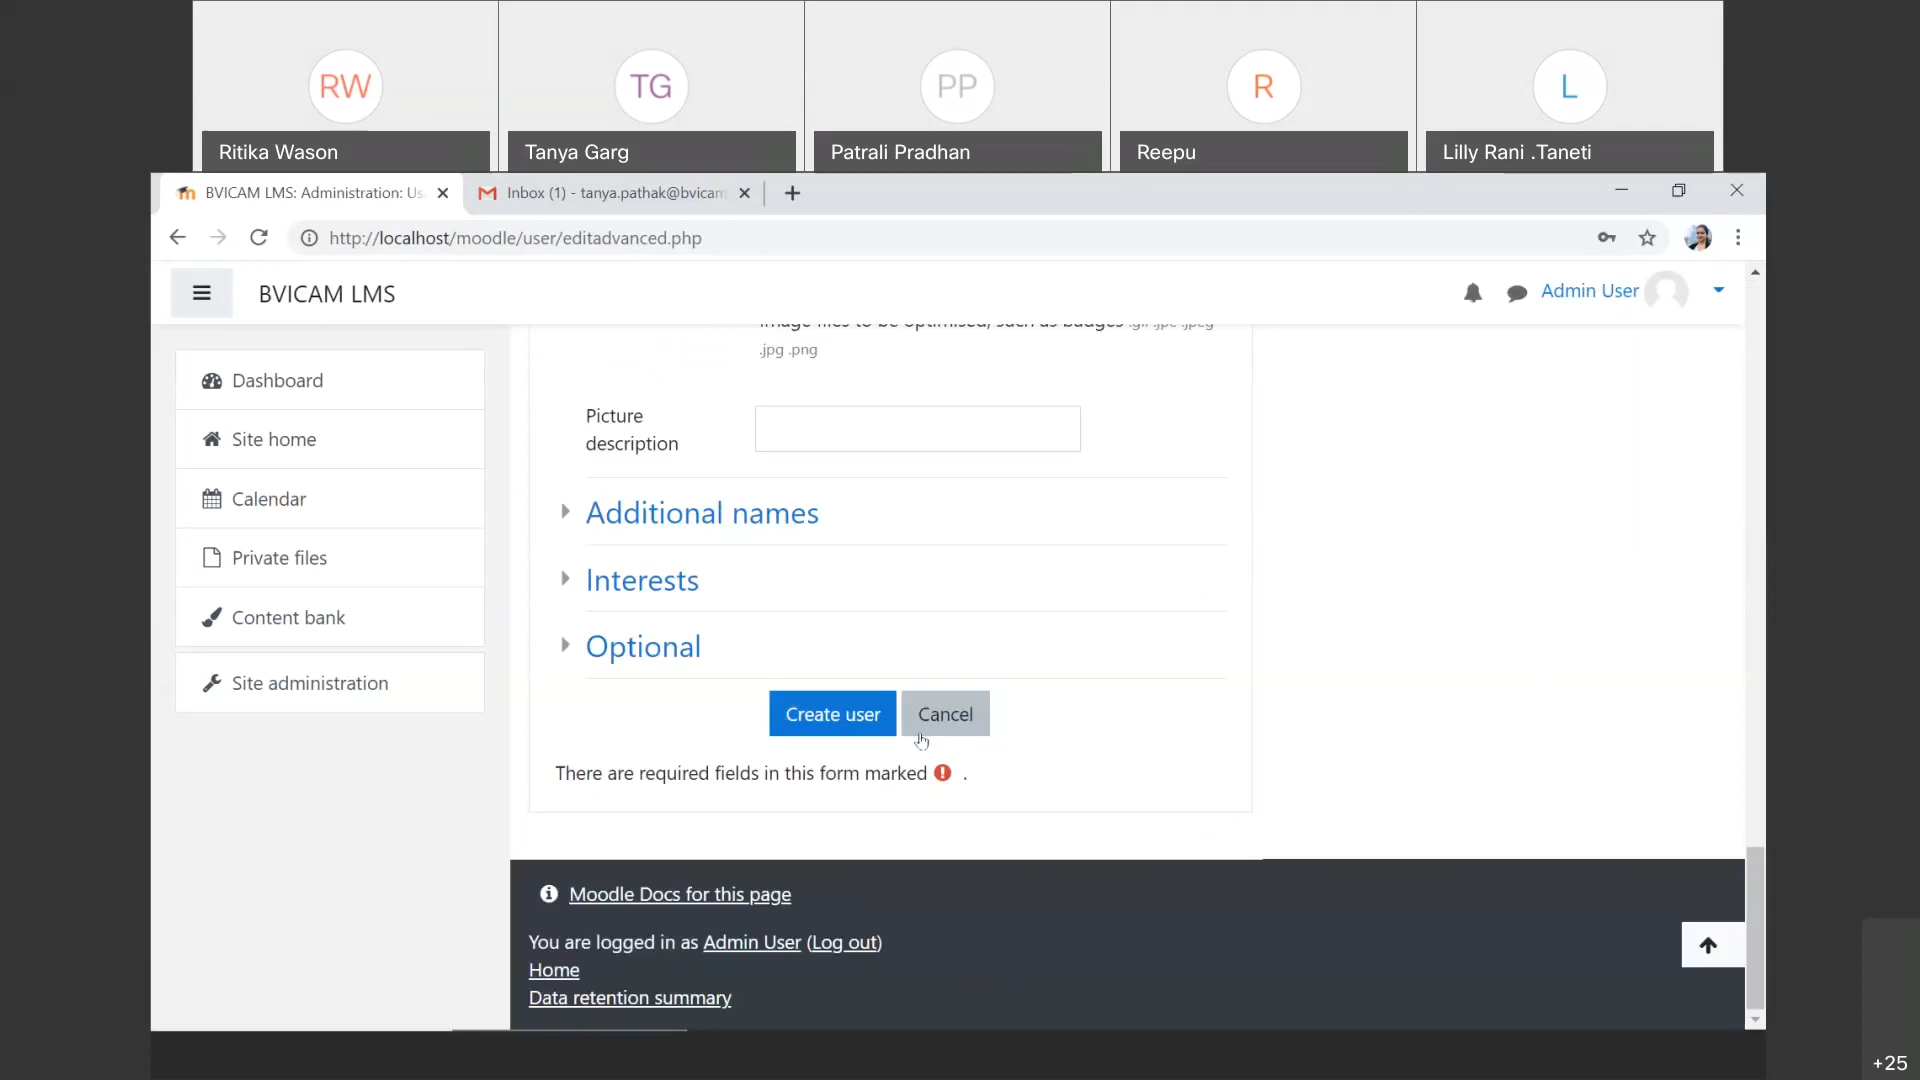 RW
TG
PP
R
L
Ritika Wason
Tanya Garg
Patrali Pradhan
Reepu
Lilly Rani .Taneti
BVICAM LMS: Administration: Us
Inbox (1) - tanya.pathak@bvicam
http://localhost/moodle/user/editadvanced.php
BVICAM LMS
Admin User
Dashboard
Site home
Calendar
Private files
Content bank
Site administration
Image files to be optimised, such as badges .gif .jpe .jpeg
.jpg .png
Picture
description
Additional names
Interests
Optional
Create user
Cancel
There are required fields in this form marked .
Moodle Docs for this page
You are logged in as Admin User (Log out)
Home
Data retention summary
+25